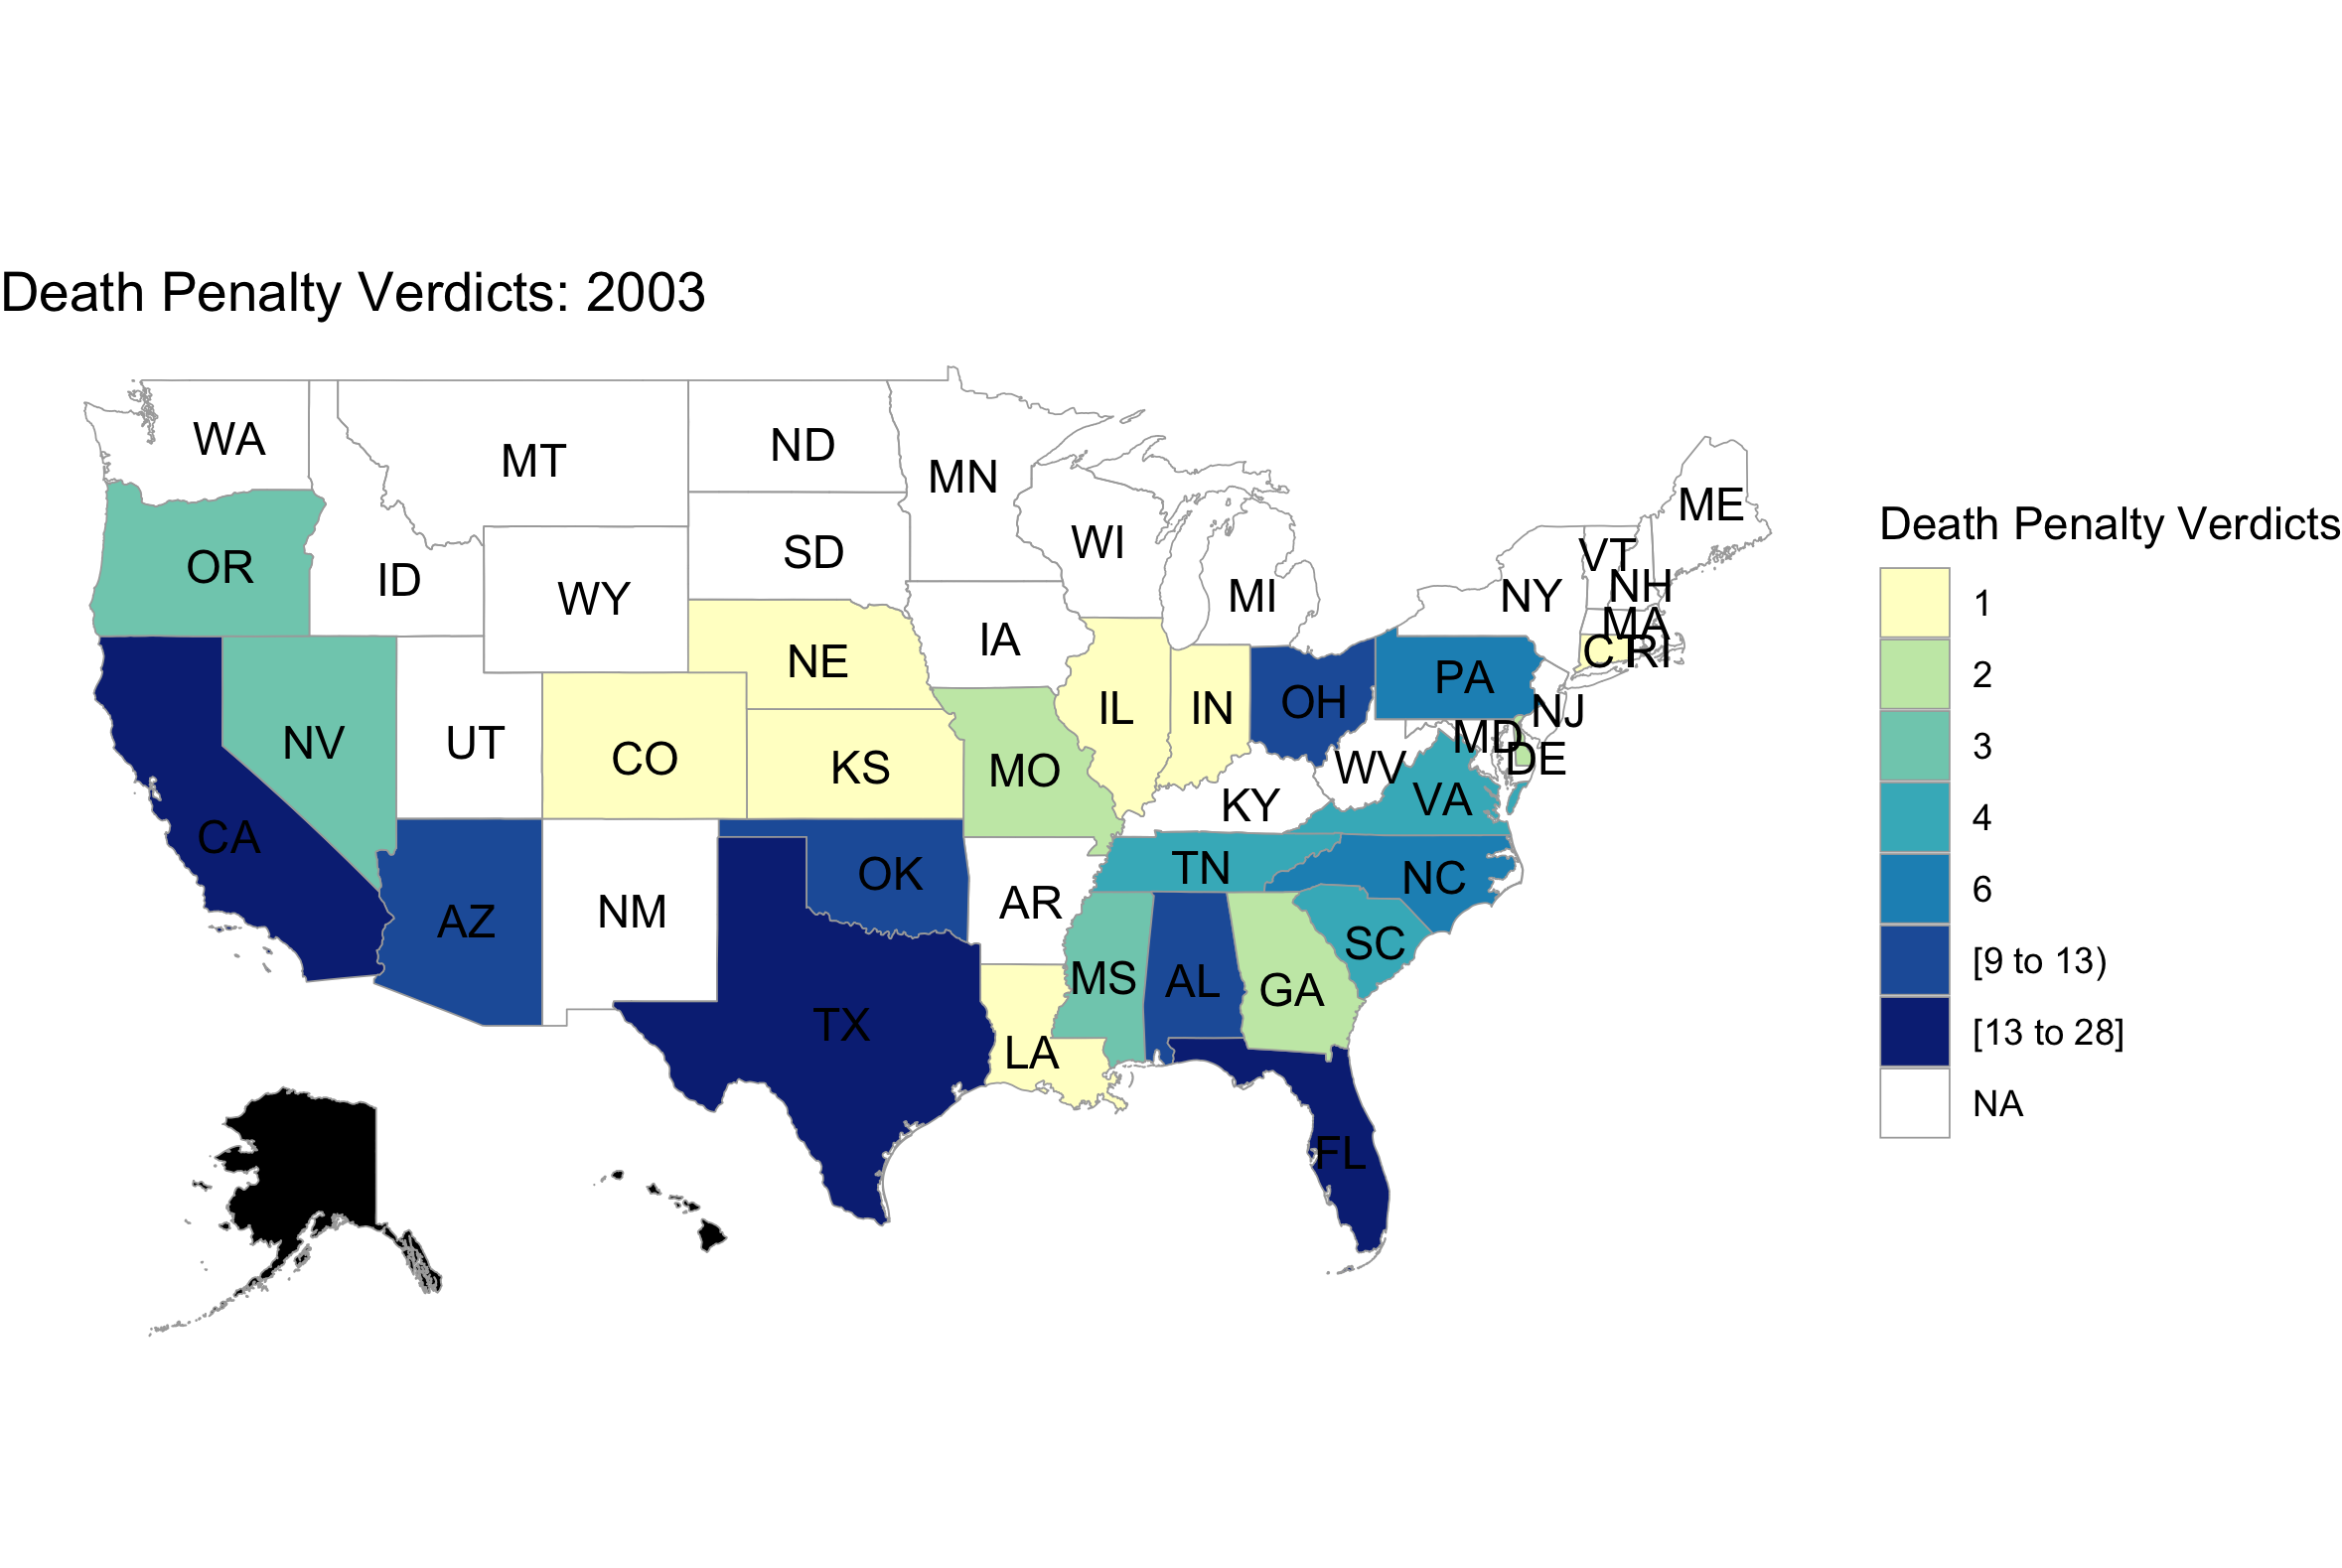 Death Penalty Verdicts: 2003
WA
MT
ND
MN
ME
OR
ID
WY
SD
WI
MI
NY
VT
NH
MA
CT
RI
NE
IA
PA
NV
UT
CO
KS
MO
IL
IN
OH
NJ
MD
DE
WV
VA
KY
CA
AZ
NM
OK
AR
TN
NC
SC
TX
LA
MS
AL
GA
FL
Death Penalty Verdicts
1
2
3
4
6
[9 to 13)
[13 to 28]
NA